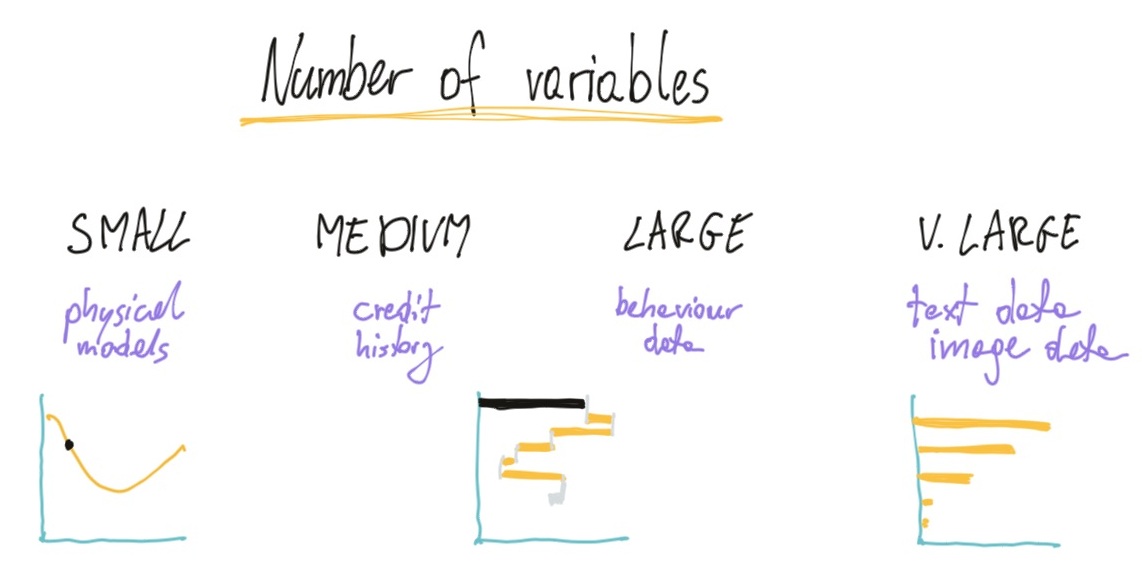 Number of variables
SMALL MEDIUM LARGE V. LARGE
physical credit behaviour text data
models history data image data